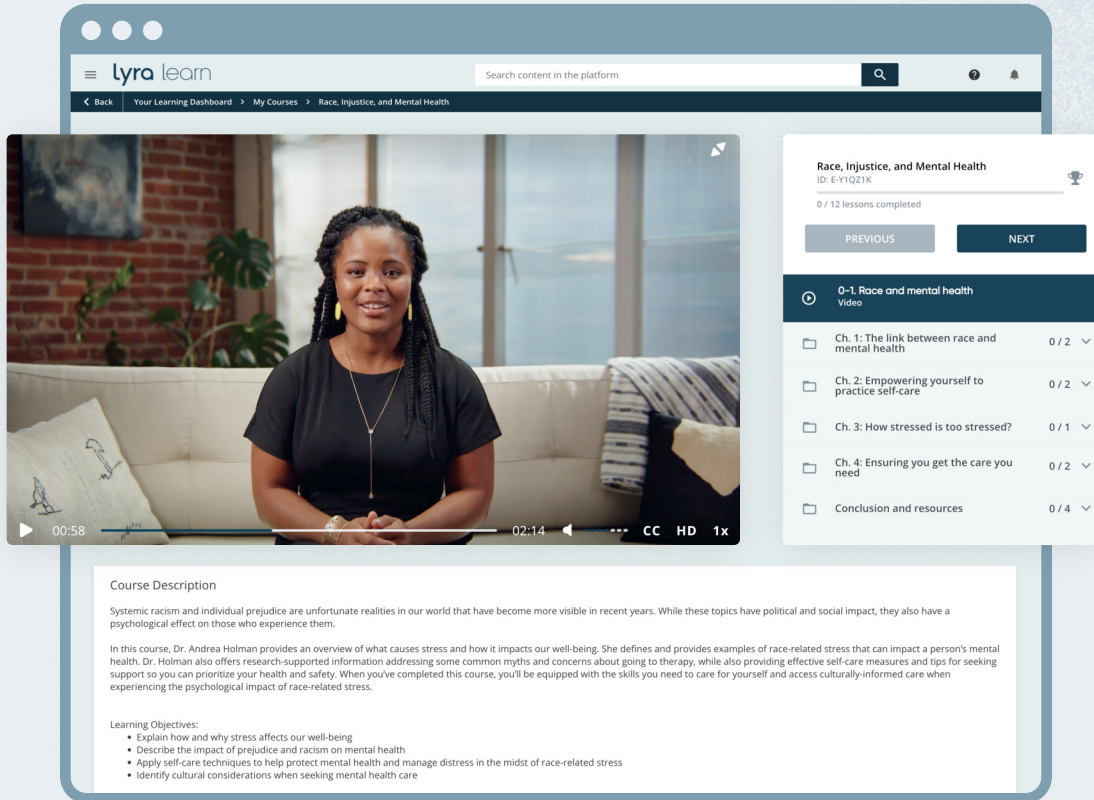 lyra learn
Search content in the platform
Back
Your Learning Dashboard > My Courses > Race, Injustice, and Mental Health
Race, Injustice, and Mental Health
ID: E-Y1QZ1K
0 / 12 lessons completed
PREVIOUS
NEXT
0-1. Race and mental health
Video
Ch. 1: The link between race and
mental health
0 / 2
Ch. 2: Empowering yourself to
practice self-care
0 / 2
Ch. 3: How stressed is too stressed?
0 / 1
Ch. 4: Ensuring you get the care you
need
0 / 2
Conclusion and resources
0 / 4
00:58
02:14
CC HD 1x
Course Description
Systemic racism and individual prejudice are unfortunate realities in our world that have become more visible in recent years. While these topics have political and social impact, they also have a
psychological effect on those who experience them.
In this course, Dr. Andrea Holman provides an overview of what causes stress and how it impacts our well-being. She defines and provides examples of race-related stress that can impact a person's mental
health. Dr. Holman also offers research-supported information addressing some common myths and concerns about going to therapy, while also providing effective self-care measures and tips for seeking
support so you can prioritize your health and safety. When you've completed this course, you'll be equipped with the skills you need to care for yourself and access culturally-informed care when
experiencing the psychological impact of race-related stress.
Learning Objectives:
• Explain how and why stress affects our well-being
• Describe the impact of prejudice and racism on mental health
• Apply self-care techniques to help protect mental health and manage distress in the midst of race-related stress
• Identify cultural considerations when seeking mental health care